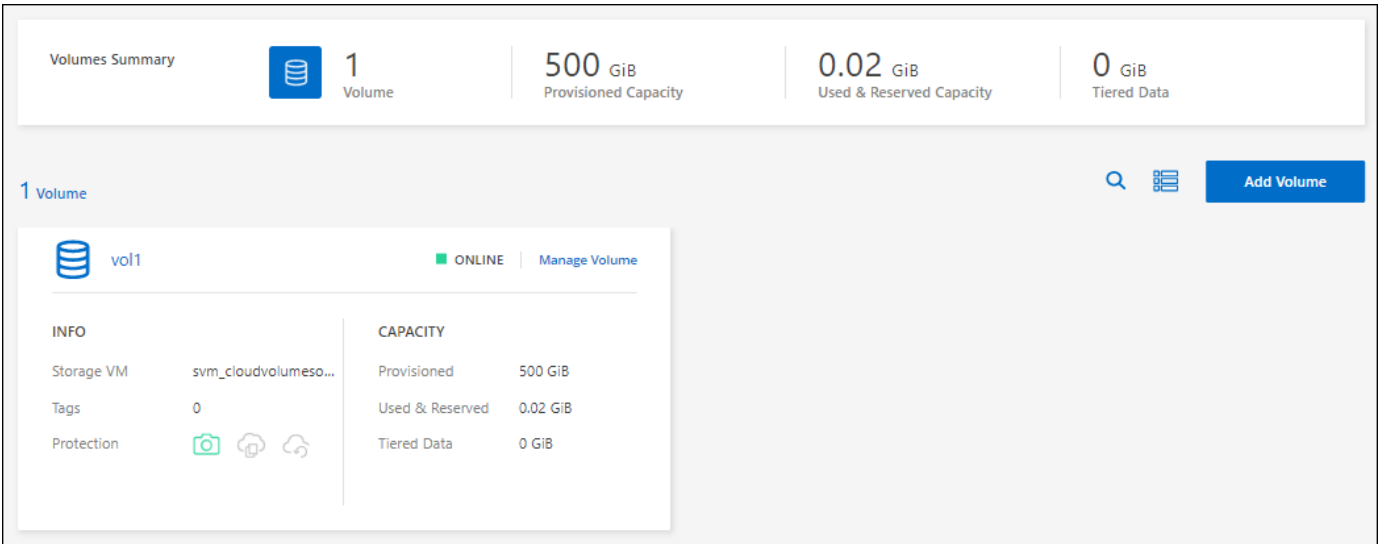 Volumes Summary
1
Volume
500 GiB
Provisioned Capacity
0.02 GiB
Used & Reserved Capacity
0 GiB
Tiered Data
1 Volume
Add Volume
vol1
ONLINE
Manage Volume
INFO
Storage VM svm_cloudvolumeso...
Tags 0
Protection
CAPACITY
Provisioned 500 GiB
Used & Reserved 0.02 GiB
Tiered Data 0 GiB